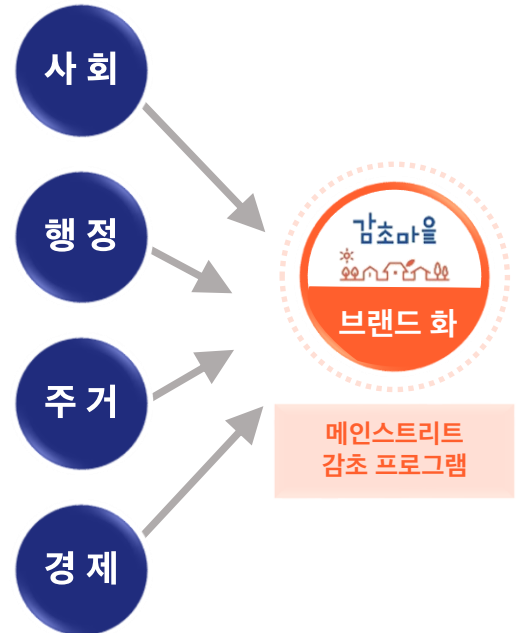 사 회
행 정
주 거
경 제
감초마을
브랜드 화
메인스트리트
감초 프로그램